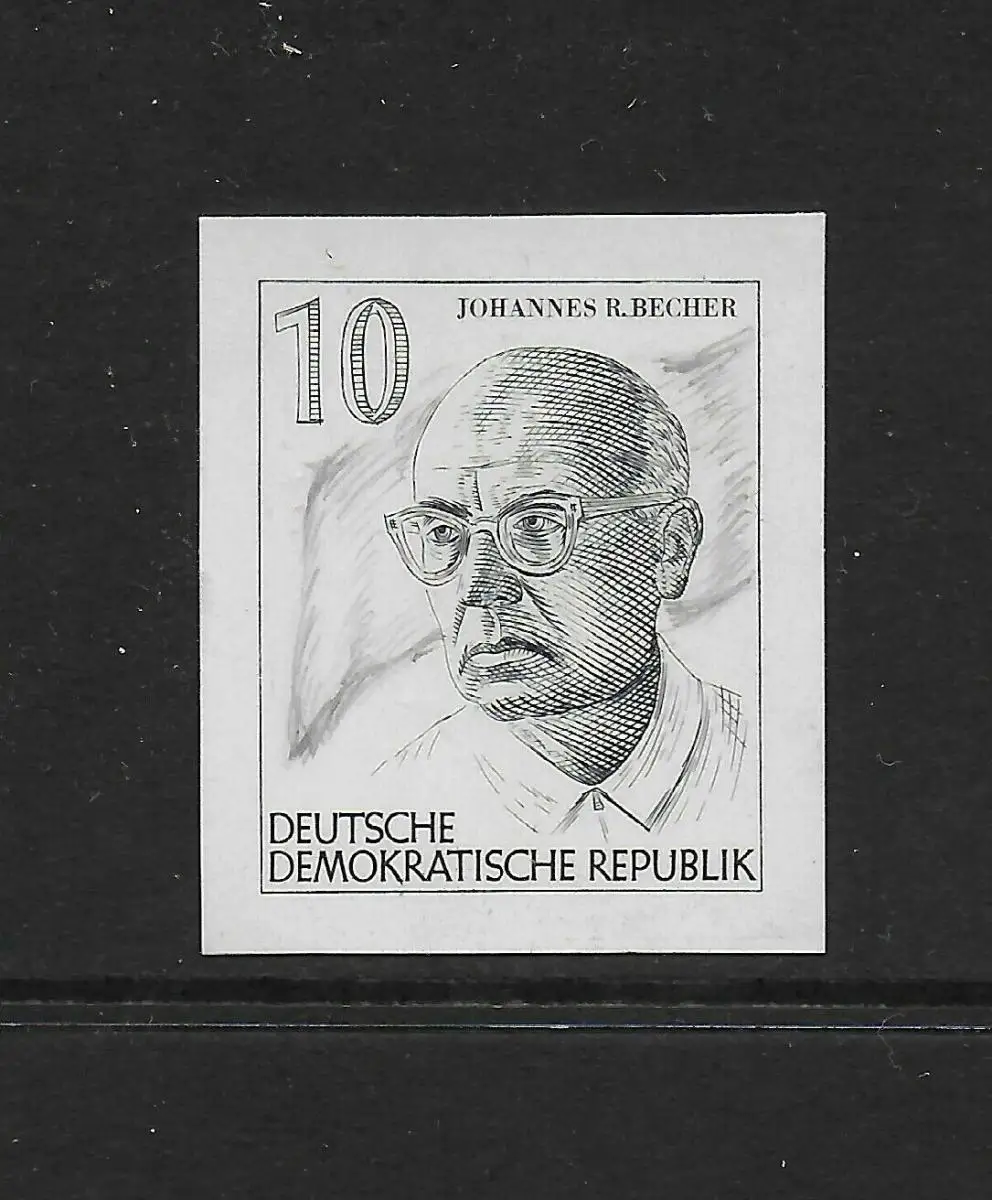 10
JOHANNES R. BECHER
DEUTSCHE
DEMOKRATISCHE REPUBLIK